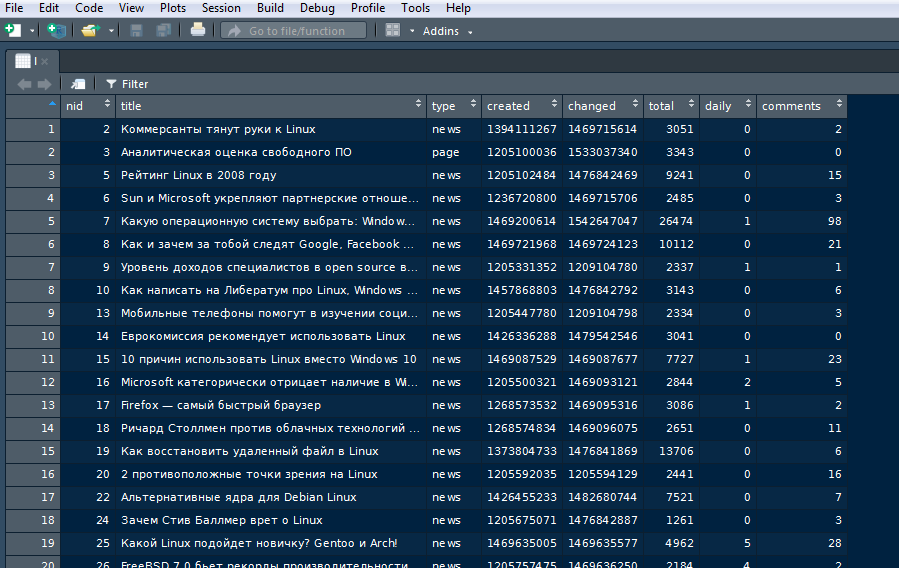 File Edit Code View Plots Session Build Debug Profile Tools Help
Go to file/function Addins
l
Filter
nid title type created changed total daily comments
1 2 Коммерсанты тянут руки к Linux news 1394111267 1469715614 3051 0 2
2 3 Аналитическая оценка свободного ПО page 1205100036 1533037340 3343 0 0
3 5 Рейтинг Linux в 2008 году news 1205102484 1476842469 9241 0 15
4 6 Sun и Microsoft укрепляют партнерские отноше... news 1236720800 1469715706 2485 0 3
5 7 Какую операционную систему выбрать: Window... news 1469200614 1542647047 26474 1 98
6 8 Как и зачем за тобой следят Google, Facebook ... news 1469721968 1469724123 10112 0 21
7 9 Уровень доходов специалистов в open source в... news 1205331352 1209104780 2337 1 1
8 10 Как написать на Либератум про Linux, Windows ... news 1457868803 1476842792 3143 0 6
9 13 Мобильные телефоны помогут в изучении соци... news 1205447780 1209104798 2334 0 3
10 14 Еврокомиссия рекомендует использовать Linux news 1426336288 1479542546 3041 0 0
11 15 10 причин использовать Linux вместо Windows 10 news 1469087529 1469087677 7727 1 23
12 16 Microsoft категорически отрицает наличие в Wi... news 1205500321 1469093121 2844 2 5
13 17 Firefox — самый быстрый браузер news 1268573532 1469095316 3086 1 2
14 18 Ричард Столлмен против облачных технологий ... news 1268574834 1469096075 2651 0 11
15 19 Как восстановить удаленный файл в Linux news 1373804733 1476841869 13706 0 6
16 20 2 противоположные точки зрения на Linux news 1205592035 1205594129 2441 0 16
17 22 Альтернативные ядра для Debian Linux news 1426455233 1482680744 7521 0 7
18 24 Зачем Стив Баллмер врет о Linux news 1205675071 1476842887 1261 0 3
19 25 Какой Linux подойдет новичку? Gentoo и Arch! news 1469635005 1469635577 4962 5 28
20 26 FreeBSD 7.0 бьет рекорды производительности news 1205757475 1469636250 2184 4 2